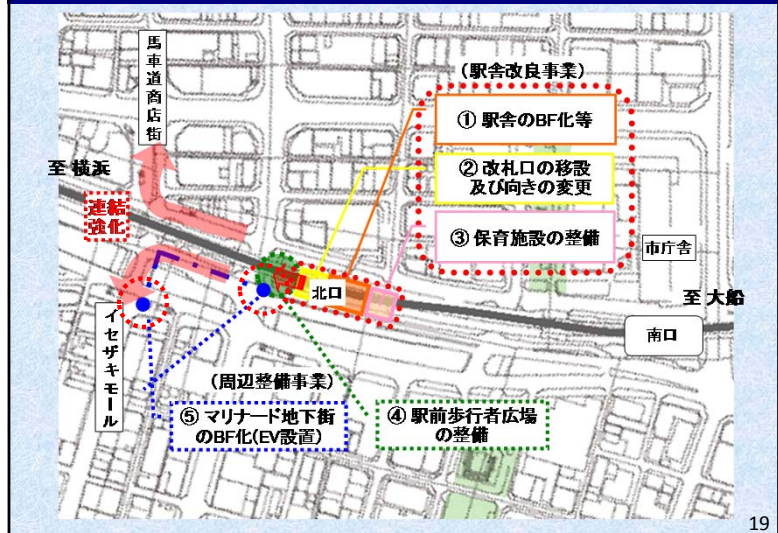 馬車道商店街
(駅舎改良事業)
① 駅舎のBF化等
至 横浜
② 改札口の移設
及び向きの変更
連結
強化
③ 保育施設の整備
市庁舎
北口
至 大船
南口
イセザキモール
(周辺整備事業)
⑤ マリナード地下街
のBF化(EV設置)
④ 駅前歩行者広場
の整備
19